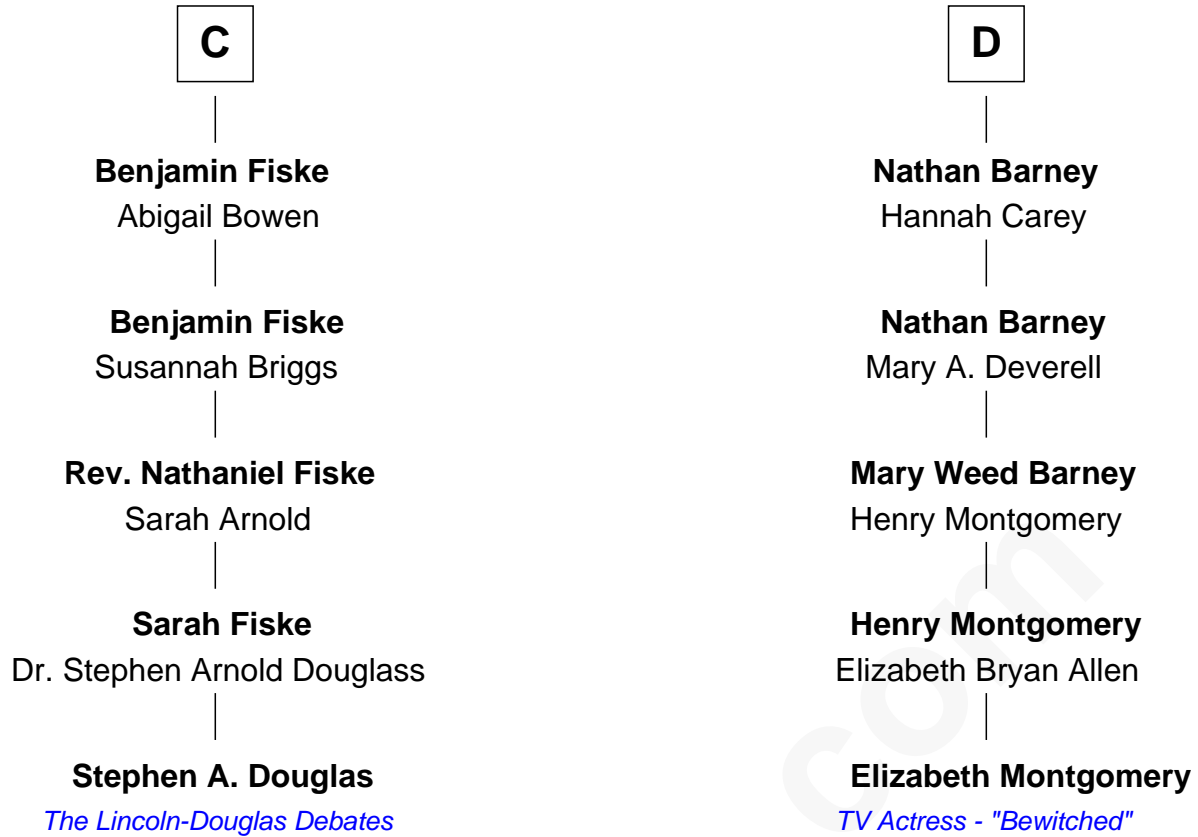 C
Benjamin Fiske
Abigail Bowen
Benjamin Fiske
Susannah Briggs
Rev. Nathaniel Fiske
Sarah Arnold
Sarah Fiske
Dr. Stephen Arnold Douglass
Stephen A. Douglas
The Lincoln-Douglas Debates
D
Nathan Barney
Hannah Carey
Nathan Barney
Mary A. Deverell
Mary Weed Barney
Henry Montgomery
Henry Montgomery
Elizabeth Bryan Allen
Elizabeth Montgomery
TV Actress - "Bewitched"
com